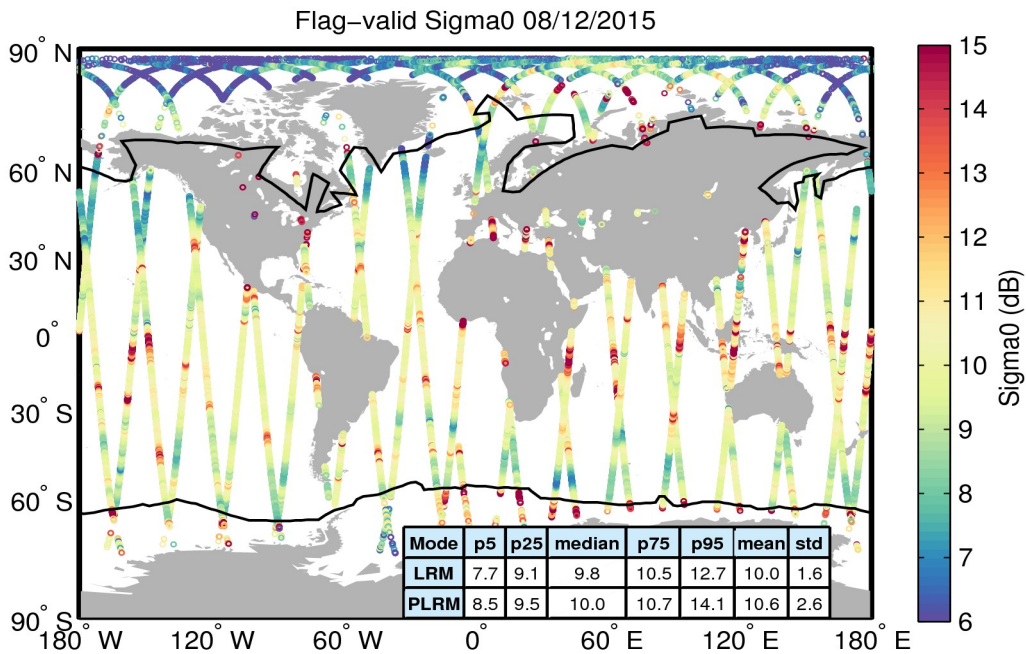 Flag−valid Sigma0 08/12/2015
90° N
60° N
30° N
0°
30° S
60° S
90° S
180° W
120° W
60° W
0°
60° E
120° E
180° E
15
14
13
12
11
10
9
8
7
6
Sigma0 (dB)
Mode p5 p25 median p75 p95 mean std
LRM 7.7 9.1 9.8 10.5 12.7 10.0 1.6
PLRM 8.5 9.5 10.0 10.7 14.1 10.6 2.6